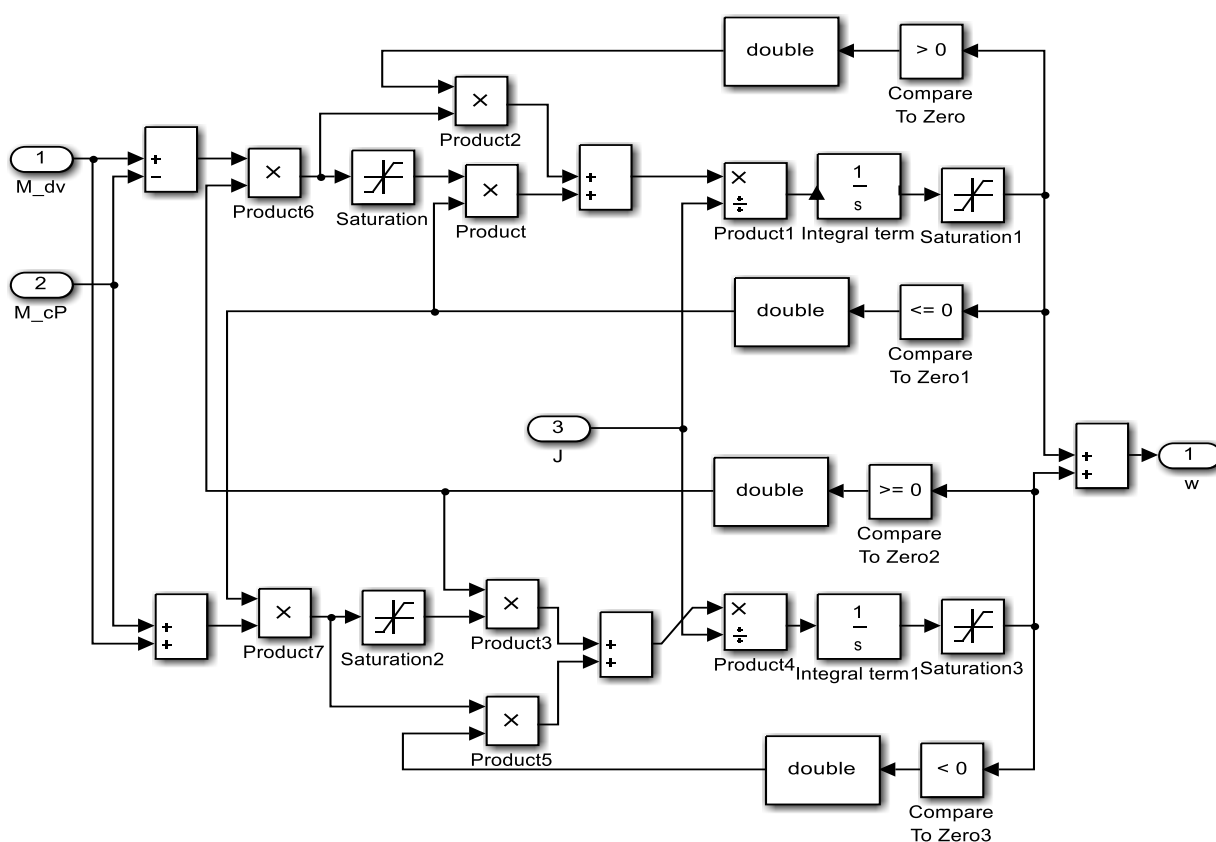 double
> 0
Compare
To Zero
×
Product2
1
M_dv
+
−
×
Product6
Saturation
×
Product
+
+
×
÷
Product1
1
s
Integral term
Saturation1
2
M_cP
double
<= 0
Compare
To Zero1
3
J
+
+
1
w
double
>= 0
Compare
To Zero2
+
+
×
Product7
Saturation2
×
Product3
+
+
×
÷
Product4
1
s
Integral term1
Saturation3
×
Product5
double
< 0
Compare
To Zero3